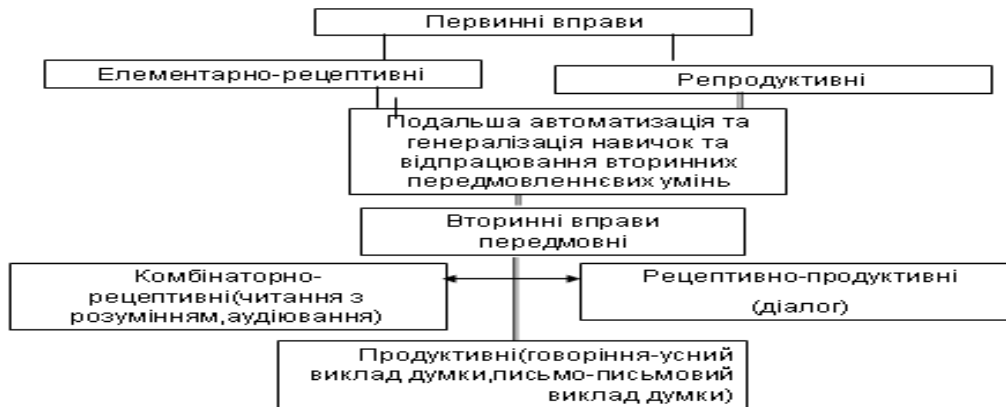 Первинні вправи
Елементарно-рецептивні
Репродуктивні
Подальша автоматизація та
генералізація навичок та
відпрацювання вторинних
передмовленнєвих умінь
Вторинні вправи
передмовні
Комбінаторно-
рецептивні(читання з
розумінням,аудіювання)
Рецептивно-продуктивні
(діалог)
Продуктивні(говоріння-усний
виклад думки,письмо-письмовий
виклад думки)